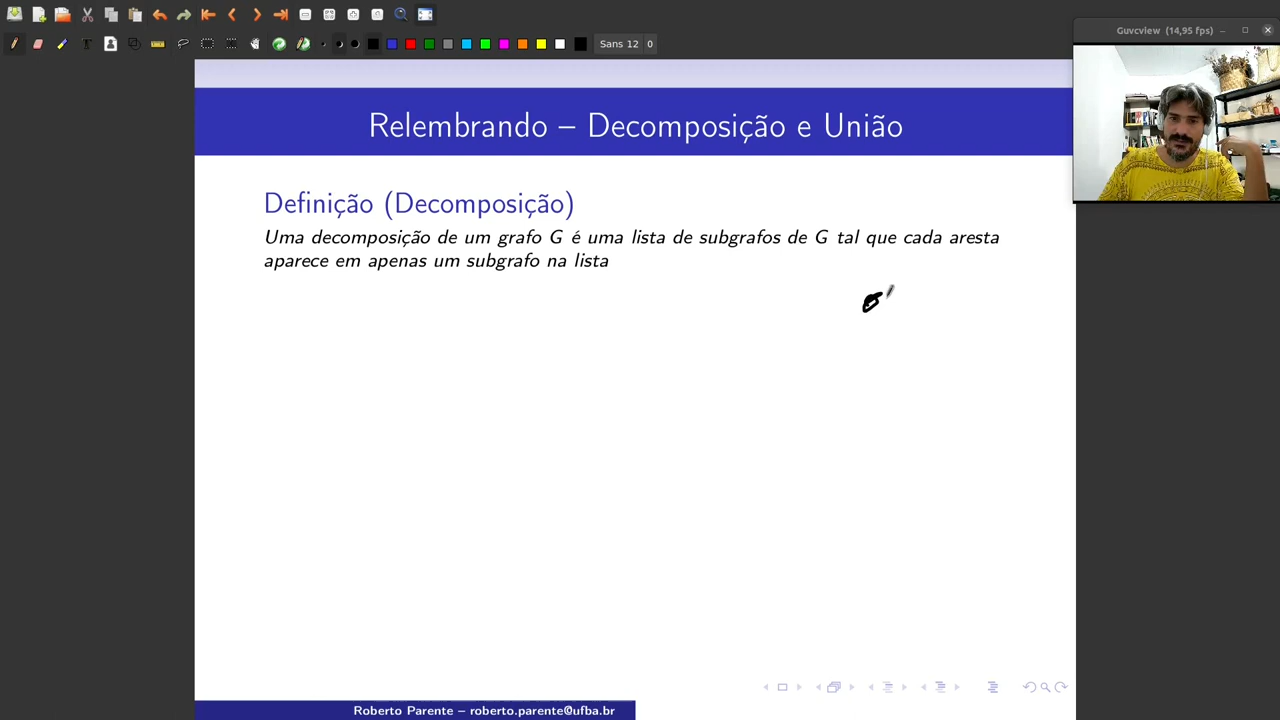 Guvcview (14,95 fps)
Sans 12 0
Relembrando – Decomposição e União
Definição (Decomposição)
Uma decomposição de um grafo G é uma lista de subgrafos de G tal que cada aresta
aparece em apenas um subgrafo na lista
Roberto Parente – roberto.parente@ufba.br